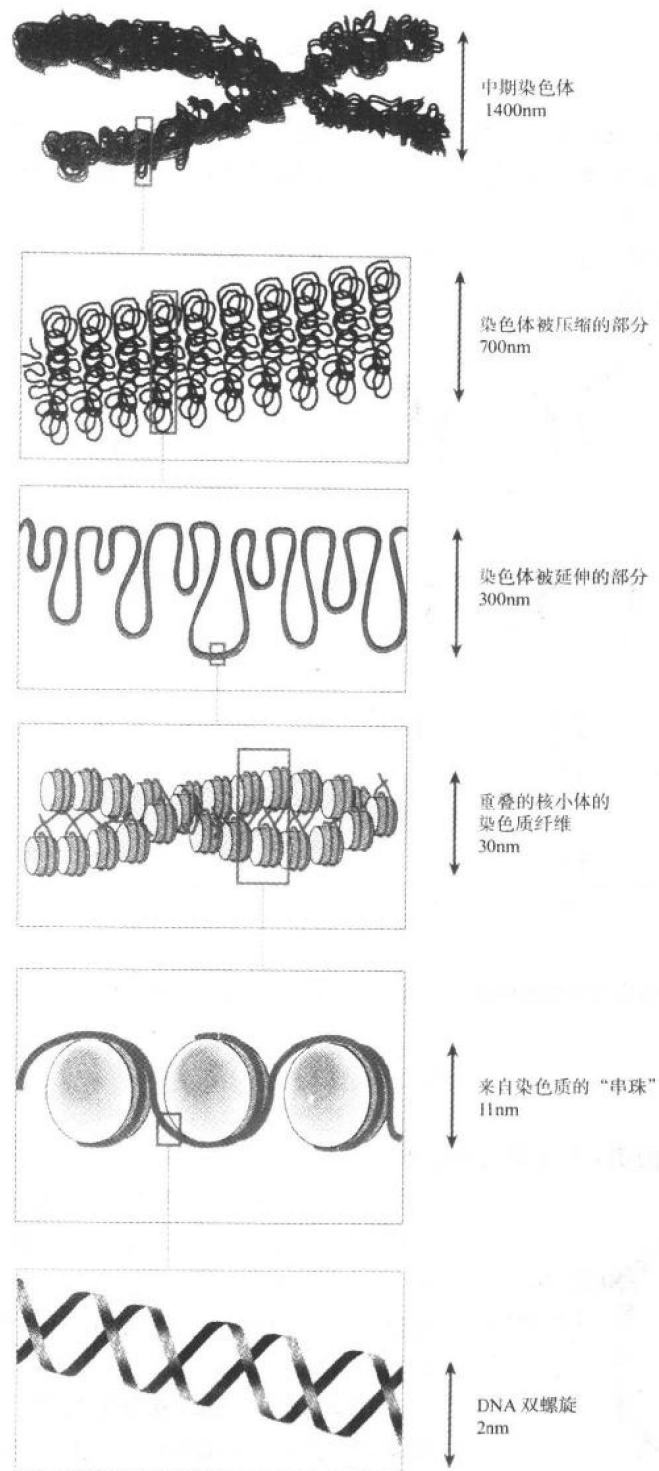 中期染色体
1400nm
染色体被压缩的部分
700nm
染色体被延伸的部分
300nm
重叠的核小体的
染色质纤维
30nm
来自染色质的“串珠”
11nm
DNA 双螺旋
2nm